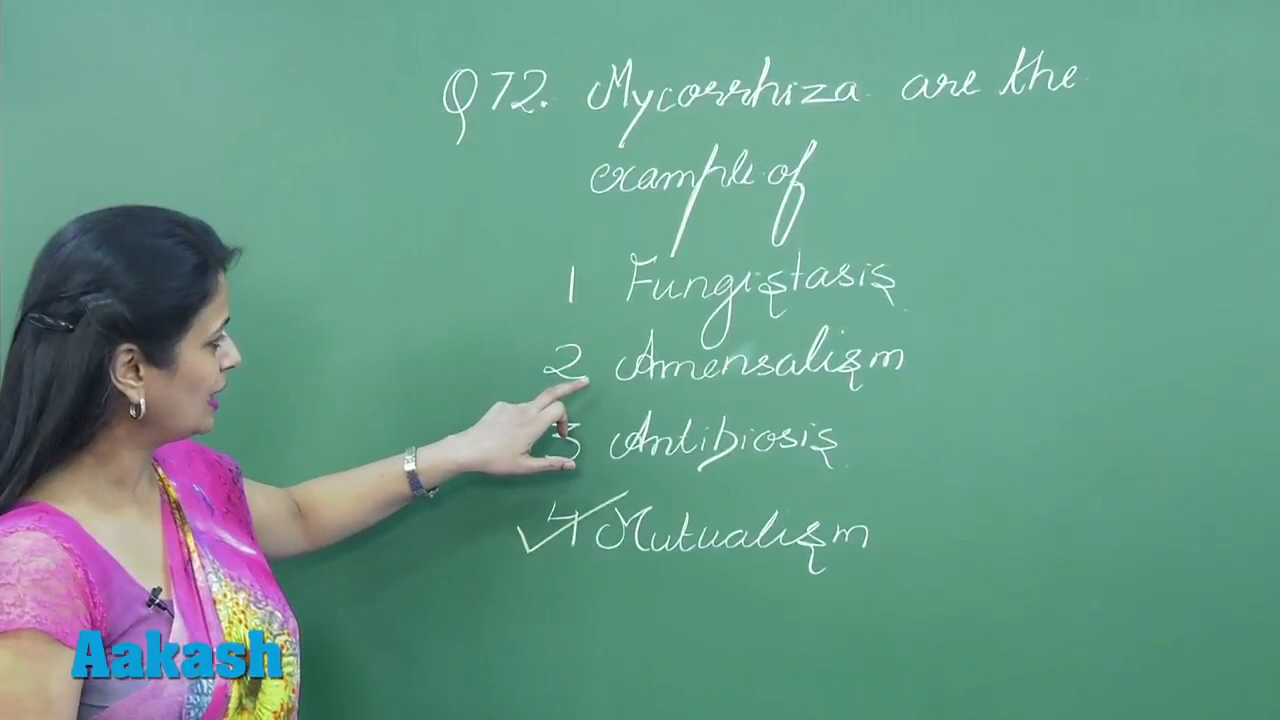 Q72. Mycorrhiza are the
example of
1 Fungistasis
2 Amensalism
3 Antibiosis
4 Mutualism
Aakash